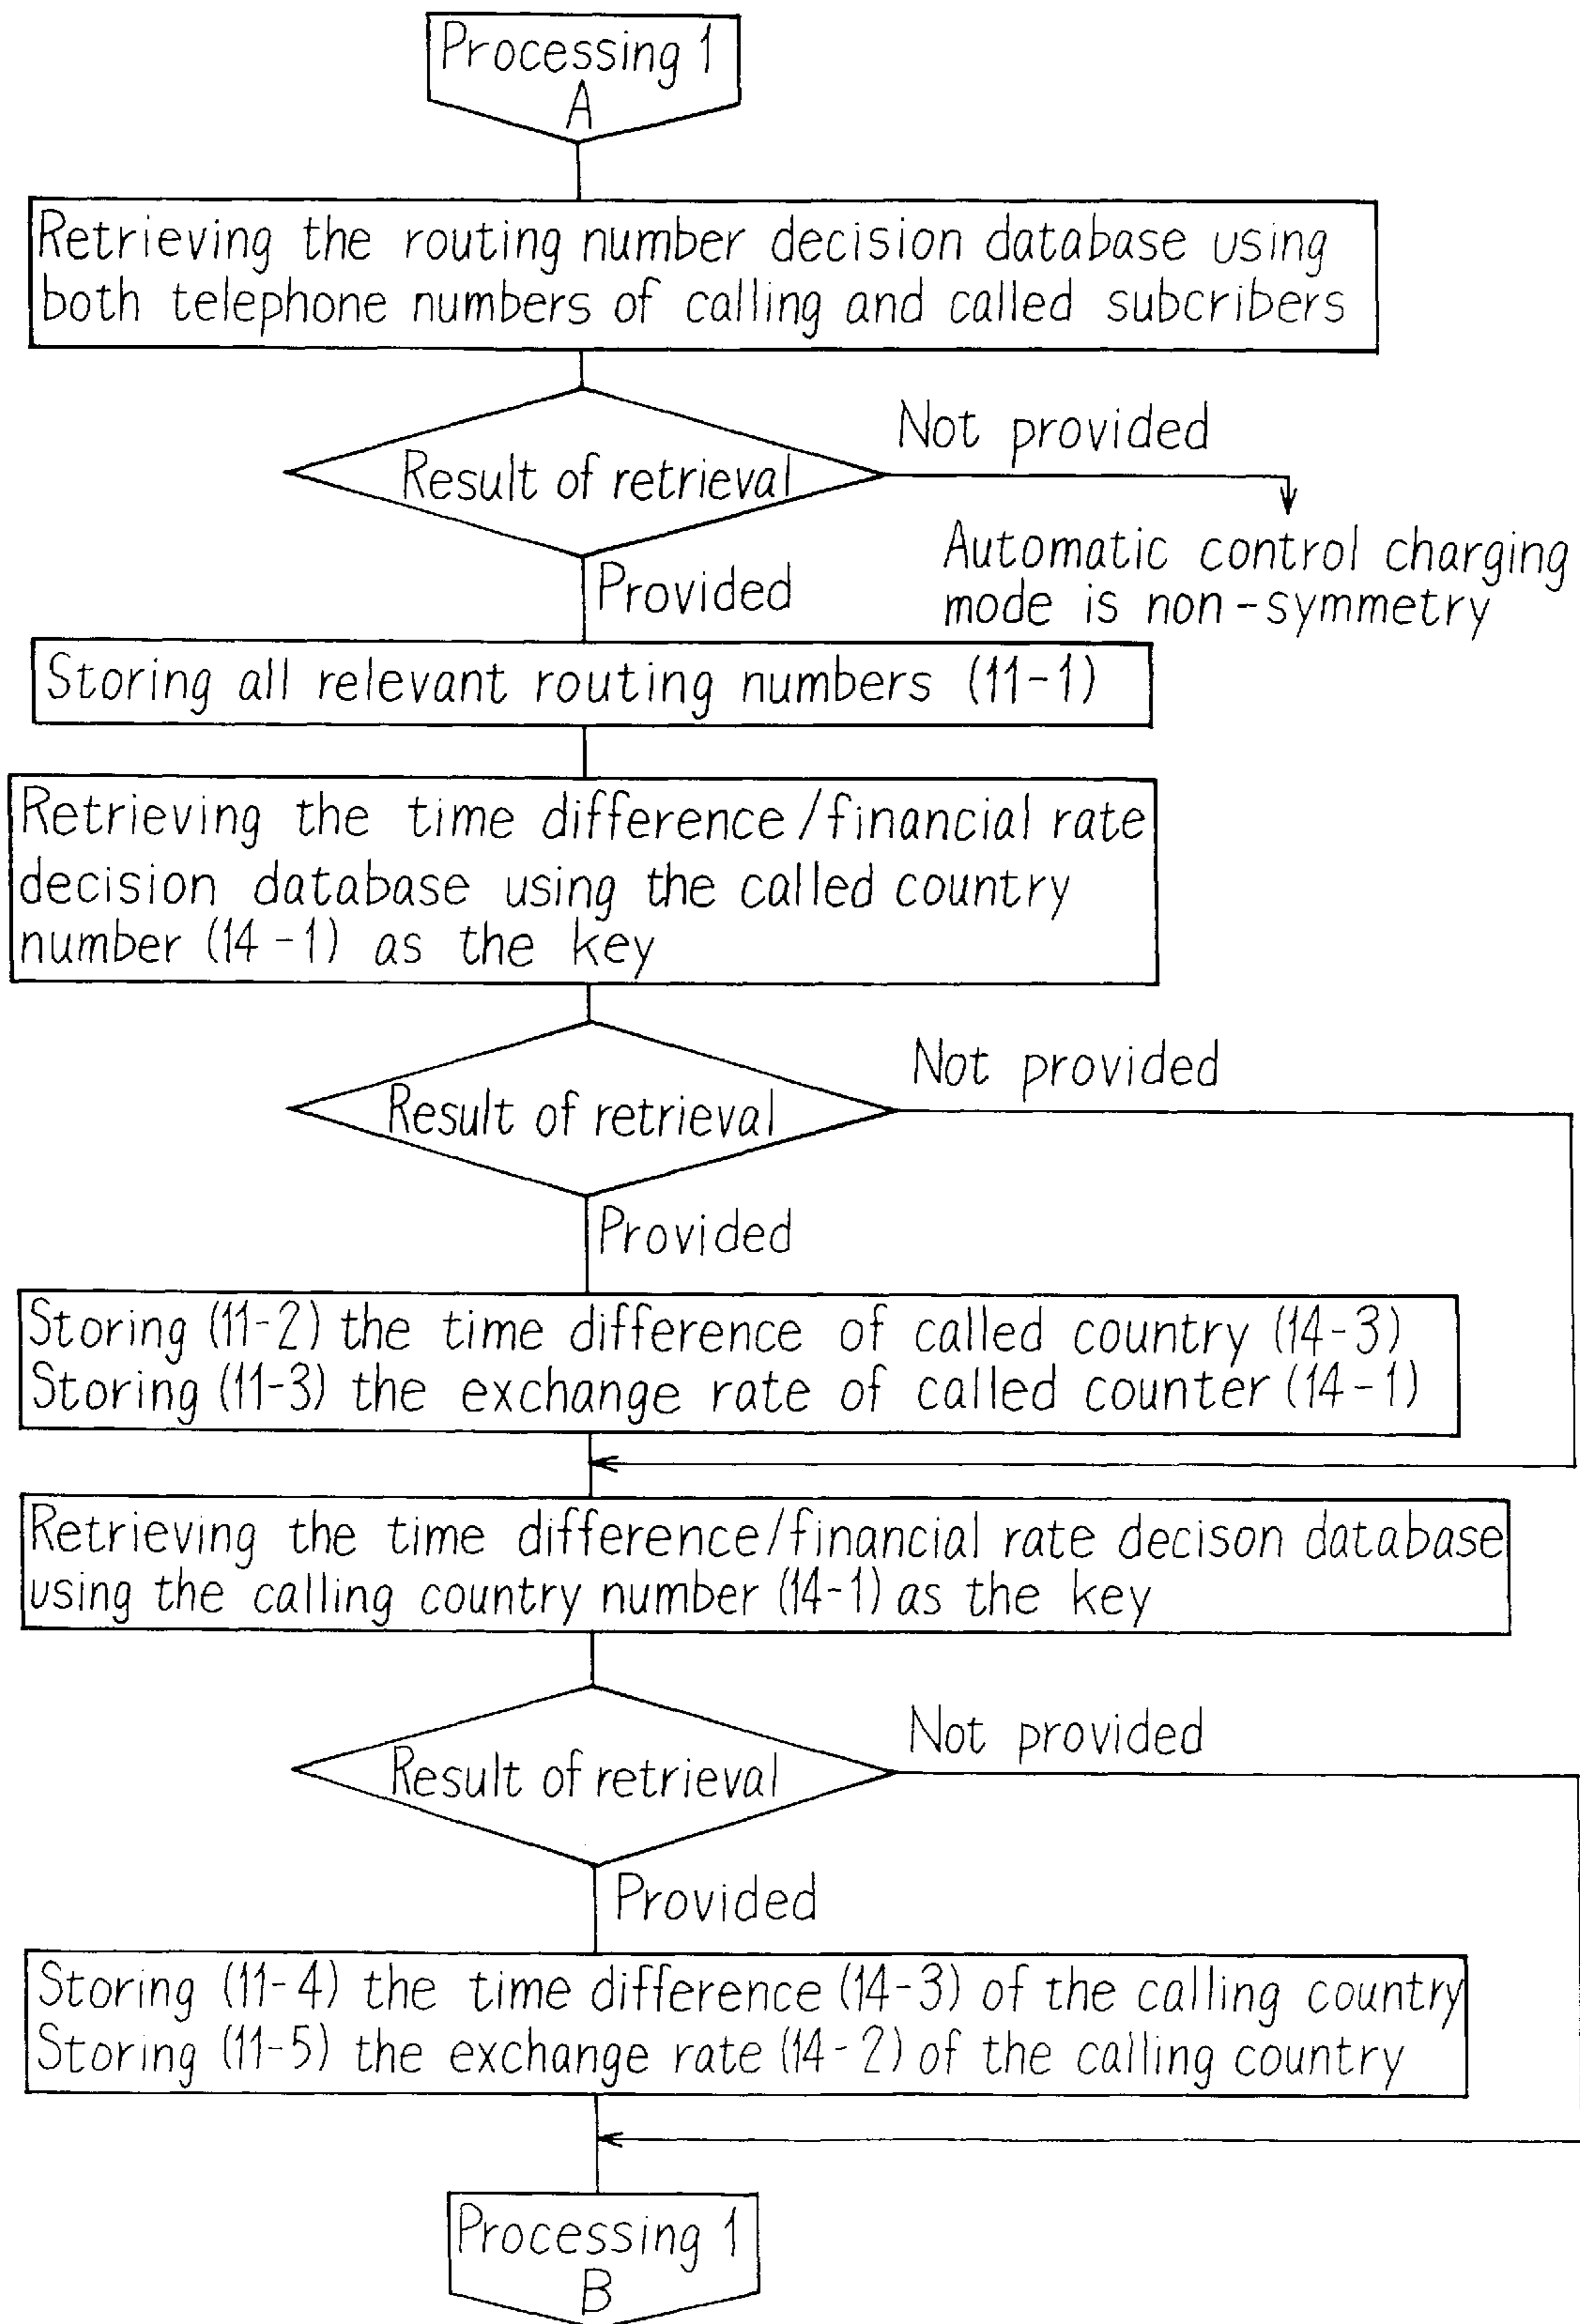 Processing 1
A
Retrieving the routing number decision database using
both telephone numbers of calling and called subcribers
Not provided
Result of retrieval
Automatic control charging
mode is non-symmetry
Provided
Storing all relevant routing numbers (11-1)
Retrieving the time difference/financial rate
decision database using the called country
number (14-1) as the key
Not provided
Result of retrieval
Provided
Storing (11-2) the time difference of called country (14-3)
Storing (11-3) the exchange rate of called counter (14-1)
Retrieving the time difference/financial rate decison database
using the calling country number (14-1) as the key
Not provided
Result of retrieval
Provided
Storing (11-4) the time difference (14-3) of the calling country
Storing (11-5) the exchange rate (14-2) of the calling country
Processing 1
B